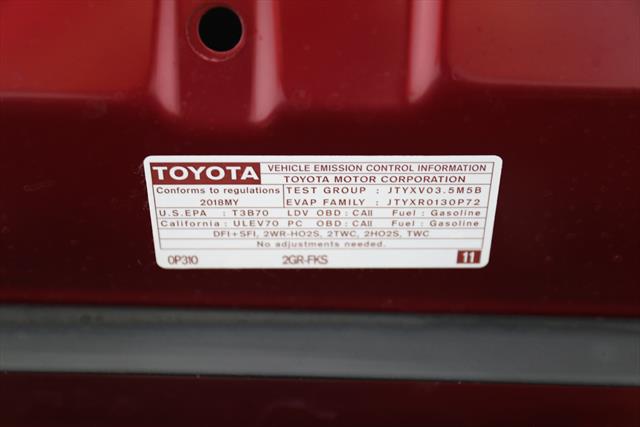 TOYOTA VEHICLE EMISSION CONTROL INFORMATION
TOYOTA MOTOR CORPORATION
Conforms to regulations TEST GROUP : JTYXV03.5M5B
2018MY EVAP FAMILY : JTYXR0130P72
U.S.EPA : T3B70 LDV OBD : CAII Fuel : Gasoline
California : ULEV70 PC OBD : CAII Fuel : Gasoline
DFI+SFI, 2WR-HO2S, 2TWC, 2HO2S, TWC
No adjustments needed.
0P310 2GR-FKS 11